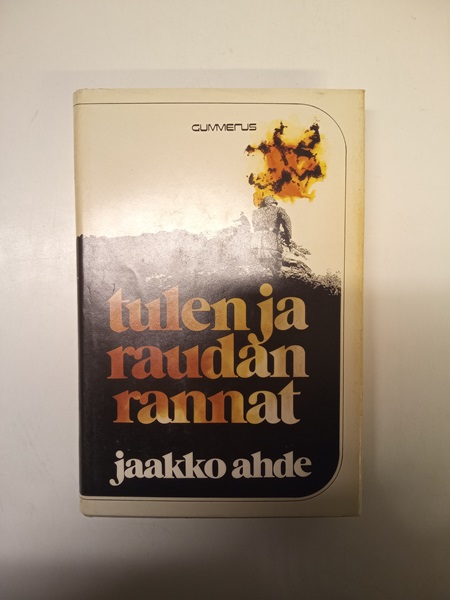 GUMMERUS
tulen ja
raudan
rannat
jaakko ahde